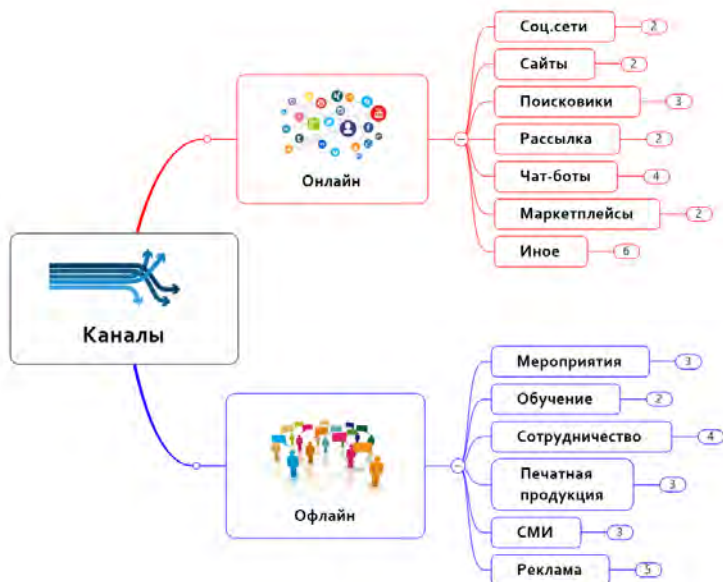 Каналы
Онлайн
Соц.сети 2
Сайты 2
Поисковики 3
Рассылка 2
Чат-боты 4
Маркетплейсы 2
Иное 6
Офлайн
Мероприятия 3
Обучение 2
Сотрудничество 4
Печатная
продукция 3
СМИ 3
Реклама 5